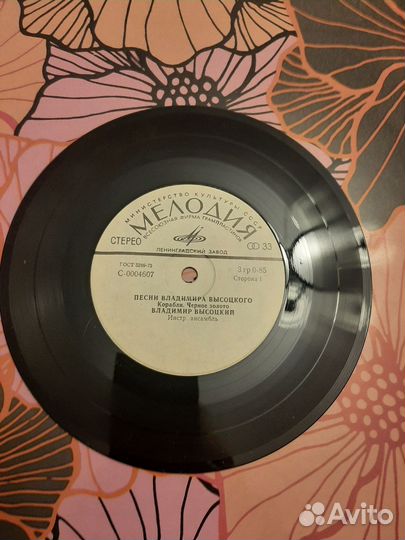 МИНИСТЕРСТВО КУЛЬТУРЫ СССР
МЕЛОДИЯ
ВСЕСОЮЗНАЯ ФИРМА ГРАМПЛАСТИНОК
СТЕРЕО
33
ЛЕНИНГРАДСКИЙ ЗАВОД
ГОСТ 5289-73
3 гр 0-85
С-0004607
Сторона 1
ПЕСНИ ВЛАДИМИРА ВЫСОЦКОГО
Корабли. Черное золото
ВЛАДИМИР ВЫСОЦКИЙ
Инстр. ансамбль
Avito